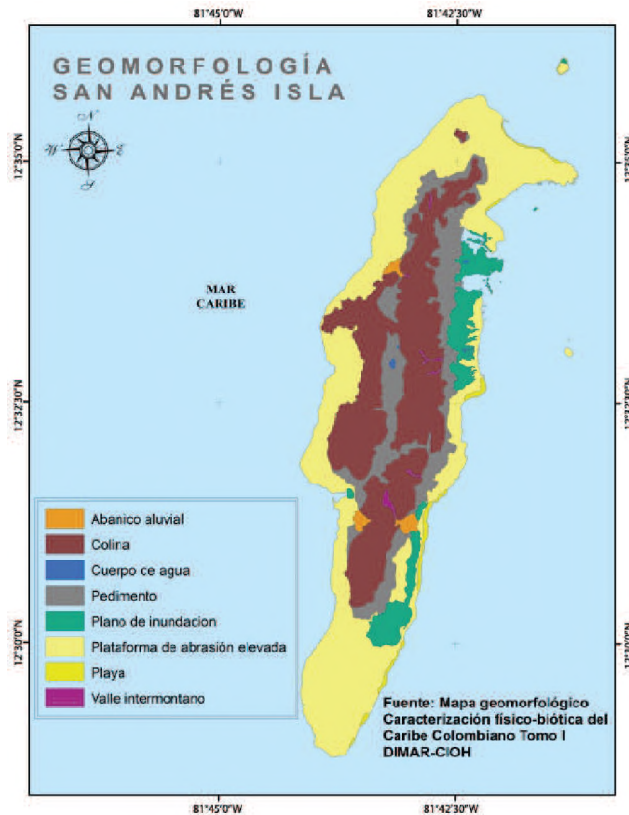 81°45'0"W 81°42'30"W
GEOMORFOLOGÍA
SAN ANDRÉS ISLA
N
W E
S
12°35'0"N
MAR
CARIBE
12°32'30"N
Abanico aluvial
Colina
Cuerpo de agua
Pedimento
Plano de inundacion
Plataforma de abrasión elevada
Playa
Valle intermontano
12°30'0"N
Fuente: Mapa geomorfológico
Caracterización físico-biótica del
Caribe Colombiano Tomo I
DIMAR-CIOH
81°45'0"W 81°42'30"W